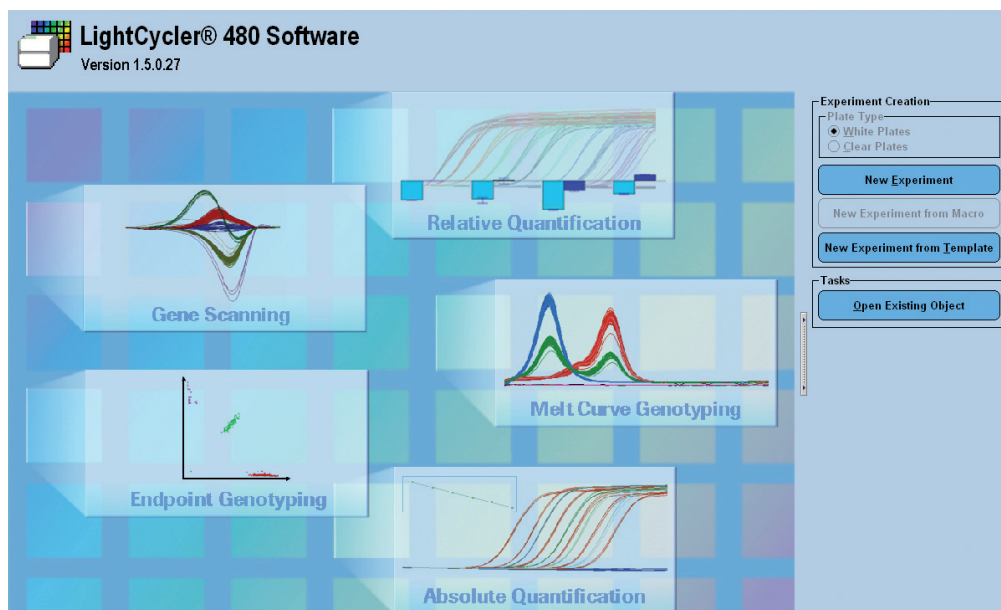 LightCycler® 480 Software
Version 1.5.0.27
Relative Quantification
Gene Scanning
Melt Curve Genotyping
Endpoint Genotyping
Absolute Quantification
Experiment Creation
Plate Type
White Plates
Clear Plates
New Experiment
New Experiment from Macro
New Experiment from Template
Tasks
Open Existing Object